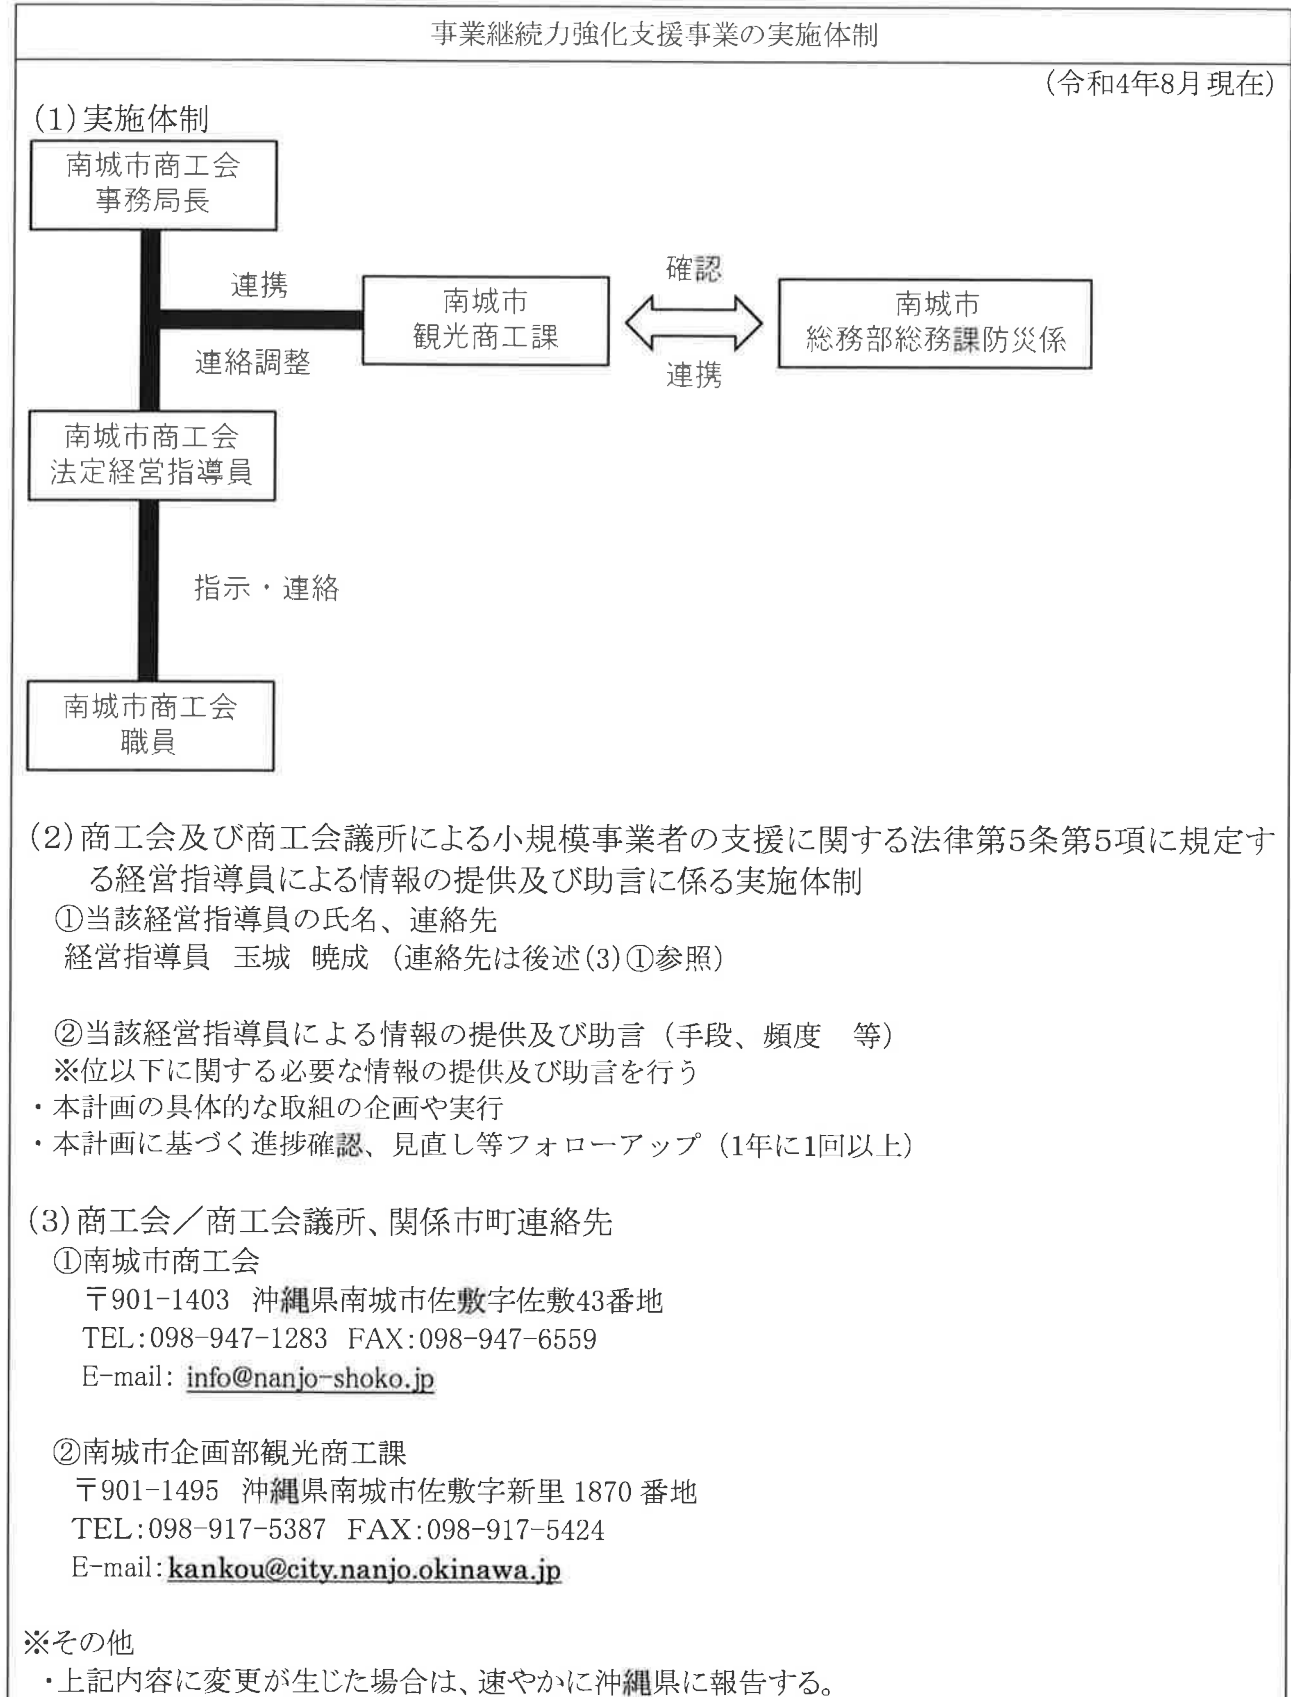 事業継続力強化支援事業の実施体制
(令和4年8月現在)
(1)実施体制
南城市商工会
事務局長
連携
連絡調整
南城市
観光商工課
確認
連携
南城市
総務部総務課防災係
南城市商工会
法定経営指導員
指示・連絡
南城市商工会
職員
(2)商工会及び商工会議所による小規模事業者の支援に関する法律第5条第5項に規定す
る経営指導員による情報の提供及び助言に係る実施体制
①当該経営指導員の氏名、連絡先
経営指導員 玉城 暁成 (連絡先は後述(3)①参照)
②当該経営指導員による情報の提供及び助言（手段、頻度　等）
※位以下に関する必要な情報の提供及び助言を行う
・本計画の具体的な取組の企画や実行
・本計画に基づく進捗確認、見直し等フォローアップ（1年に1回以上）
(3)商工会／商工会議所、関係市町連絡先
①南城市商工会
〒901-1403 沖縄県南城市佐敷字佐敷43番地
TEL:098-947-1283 FAX:098-947-6559
E-mail: info@nanjo-shoko.jp
②南城市企画部観光商工課
〒901-1495 沖縄県南城市佐敷字新里 1870 番地
TEL:098-917-5387 FAX:098-917-5424
E-mail:kankou@city.nanjo.okinawa.jp
※その他
・上記内容に変更が生じた場合は、速やかに沖縄県に報告する。